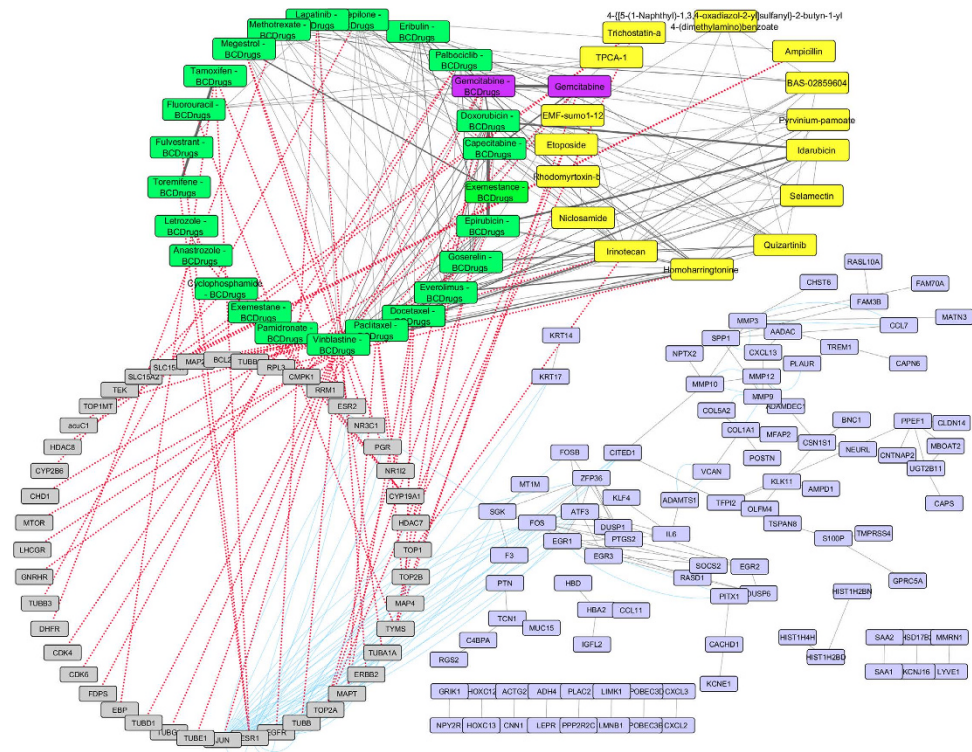 4-{[5-(1-Naphthyl)-1,3,4-oxadiazol-2-yl]sulfanyl}-2-butyn-1-yl
4-(dimethylamino)benzoate
Lapatinib -
BCDrugs
epilone -
BCDrugs
Methotrexate -
BCDrugs
Eribulin -
BCDrugs
Trichostatin-a
Megestrol -
BCDrugs
Palbociclib -
BCDrugs
TPCA-1
Ampicillin
Tamoxifen -
BCDrugs
Gemcitabine -
BCDrugs
Gemcitabine
BAS-02859604
Fluorouracil -
BCDrugs
Doxorubicin -
BCDrugs
EMF-sumo1-12
Pyrvinium-pamoate
Fulvestrant -
BCDrugs
Capecitabine -
BCDrugs
Etoposide
Idarubicin
Toremifene -
BCDrugs
Exemestance -
BCDrugs
Rhodomyrtoxin-b
Selamectin
Letrozole -
BCDrugs
Epirubicin -
BCDrugs
Niclosamide
Anastrozole -
BCDrugs
Goserelin -
BCDrugs
Irinotecan
Quizartinib
Cyclophosphamide
- BCDrugs
Everolimus -
BCDrugs
Homoharringtonine
Exemestane -
BCDrugs
Docetaxel -
BCDrugs
Pamidronate -
BCDrugs
Vinblastine -
BCDrugs
Paclitaxel -
BCDrugs
RASL10A
CHST6
FAM3B
FAM70A
MATN3
MMP3
CCL7
SPP1
AADAC
KRT14
NPTX2
CXCL13
TREM1
PLAUR
CAPN6
KRT17
MMP10
MMP12
MMP9
ADAMDEC1
COL5A2
COL1A1
MFAP2
CSN1S1
BNC1
PPEF1
CLDN14
NEURL
CNTNAP2
MBOAT2
UGT2B11
POSTN
CAPS
VCAN
KLK11
AMPD1
SLC15A2
MAP2
BCL2
TUBB
RPL3
CMPK1
RRM1
ESR2
NR3C1
PGR
NR1I2
CYP19A1
HDAC7
TOP1
TOP2B
MAP4
TYMS
TUBA1A
ERBB2
MAPT
TOP2A
TUBB
ESR1
JUN
TUBE1
TUBD1
EBP
FDPS
CDK6
CDK4
DHFR
TUBB3
GNRHR
LHCGR
MTOR
CHD1
CYP2B6
HDAC8
acuC1
TOP1MT
TEK
FOSB
CITED1
ZFP36
MT1M
KLF4
ADAMTS1
TFPI2
OLFM4
TSPAN8
SGK
ATF3
FOS
DUSP1
PTGS2
IL6
TMPRSS4
S100P
EGR1
EGR3
SOCS2
EGR2
F3
RASD1
DUSP6
GPRC5A
PTN
HBD
PITX1
HIST1H2BN
TCN1
HBA2
CCL11
MUC15
C4BPA
IGFL2
CACHD1
HIST1H4H
SAA2
MMRN1
RGS2
HIST1H2BD
SAA1
KCNJ16
LYVE1
KCNE1
GRIK1
HOXC12
ACTG2
ADH4
PLAC2
LIMK1
CXCL3
NPY2R
HOXC13
CNN1
LEPR
PPP2R2C
LMNB1
CXCL2